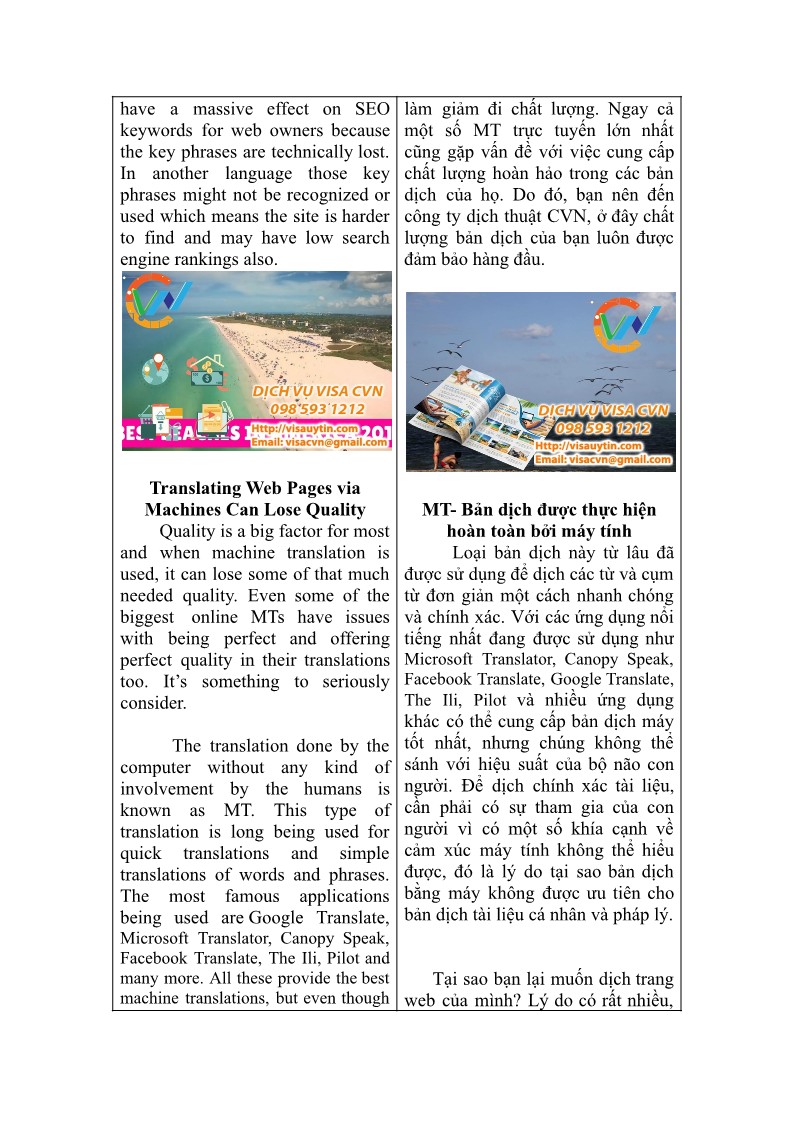 have a massive effect on SEO
keywords for web owners because
the key phrases are technically lost.
In another language those key
phrases might not be recognized or
used which means the site is harder
to find and may have low search
engine rankings also.
DỊCH VỤ VISA CVN
098 593 1212
Http://visauytin.com
Email: visacvn@gmail.com
Translating Web Pages via
Machines Can Lose Quality
Quality is a big factor for most
and when machine translation is
used, it can lose some of that much
needed quality. Even some of the
biggest online MTs have issues
with being perfect and offering
perfect quality in their translations
too. It’s something to seriously
consider.
The translation done by the
computer without any kind of
involvement by the humans is
known as MT. This type of
translation is long being used for
quick translations and simple
translations of words and phrases.
The most famous applications
being used are Google Translate,
Microsoft Translator, Canopy Speak,
Facebook Translate, The Ili, Pilot and
many more. All these provide the best
machine translations, but even though
làm giảm đi chất lượng. Ngay cả
một số MT trực tuyến lớn nhất
cũng gặp vấn đề với việc cung cấp
chất lượng hoàn hảo trong các bản
dịch của họ. Do đó, bạn nên đến
công ty dịch thuật CVN, ở đây chất
lượng bản dịch của bạn luôn được
đảm bảo hàng đầu.
CVN
DỊCH VỤ VISA CVN
098 593 1212
Http://visauytin.com
Email: visacvn@gmail.com
MT- Bản dịch được thực hiện
hoàn toàn bởi máy tính
Loại bản dịch này từ lâu đã
được sử dụng để dịch các từ và cụm
từ đơn giản một cách nhanh chóng
và chính xác. Với các ứng dụng nổi
tiếng nhất đang được sử dụng như
Microsoft Translator, Canopy Speak,
Facebook Translate, Google Translate,
The Ili, Pilot và nhiều ứng dụng
khác có thể cung cấp bản dịch máy
tốt nhất, nhưng chúng không thể
sánh với hiệu suất của bộ não con
người. Để dịch chính xác tài liệu,
cần phải có sự tham gia của con
người vì có một số khía cạnh về
cảm xúc máy tính không thể hiểu
được, đó là lý do tại sao bản dịch
bằng máy không được ưu tiên cho
bản dịch tài liệu cá nhân và pháp lý.
Tại sao bạn lại muốn dịch trang
web của mình? Lý do có rất nhiều,